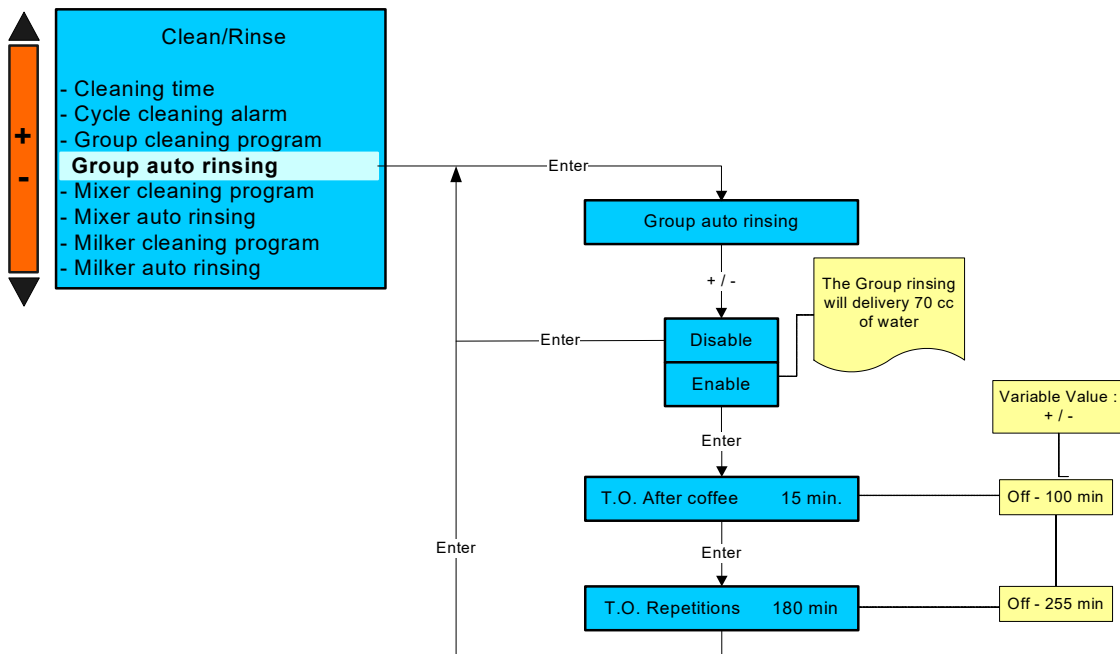 Clean/Rinse
- Cleaning time
- Cycle cleaning alarm
- Group cleaning program
Group auto rinsing
- Mixer cleaning program
- Mixer auto rinsing
- Milker cleaning program
- Milker auto rinsing
+
-
Enter
Group auto rinsing
+ / -
The Group rinsing
will delivery 70 cc
of water
Disable
Enter
Enable
Variable Value :
+ / -
Enter
T.O. After coffee 15 min.
Off - 100 min
Enter
Enter
T.O. Repetitions 180 min
Off - 255 min